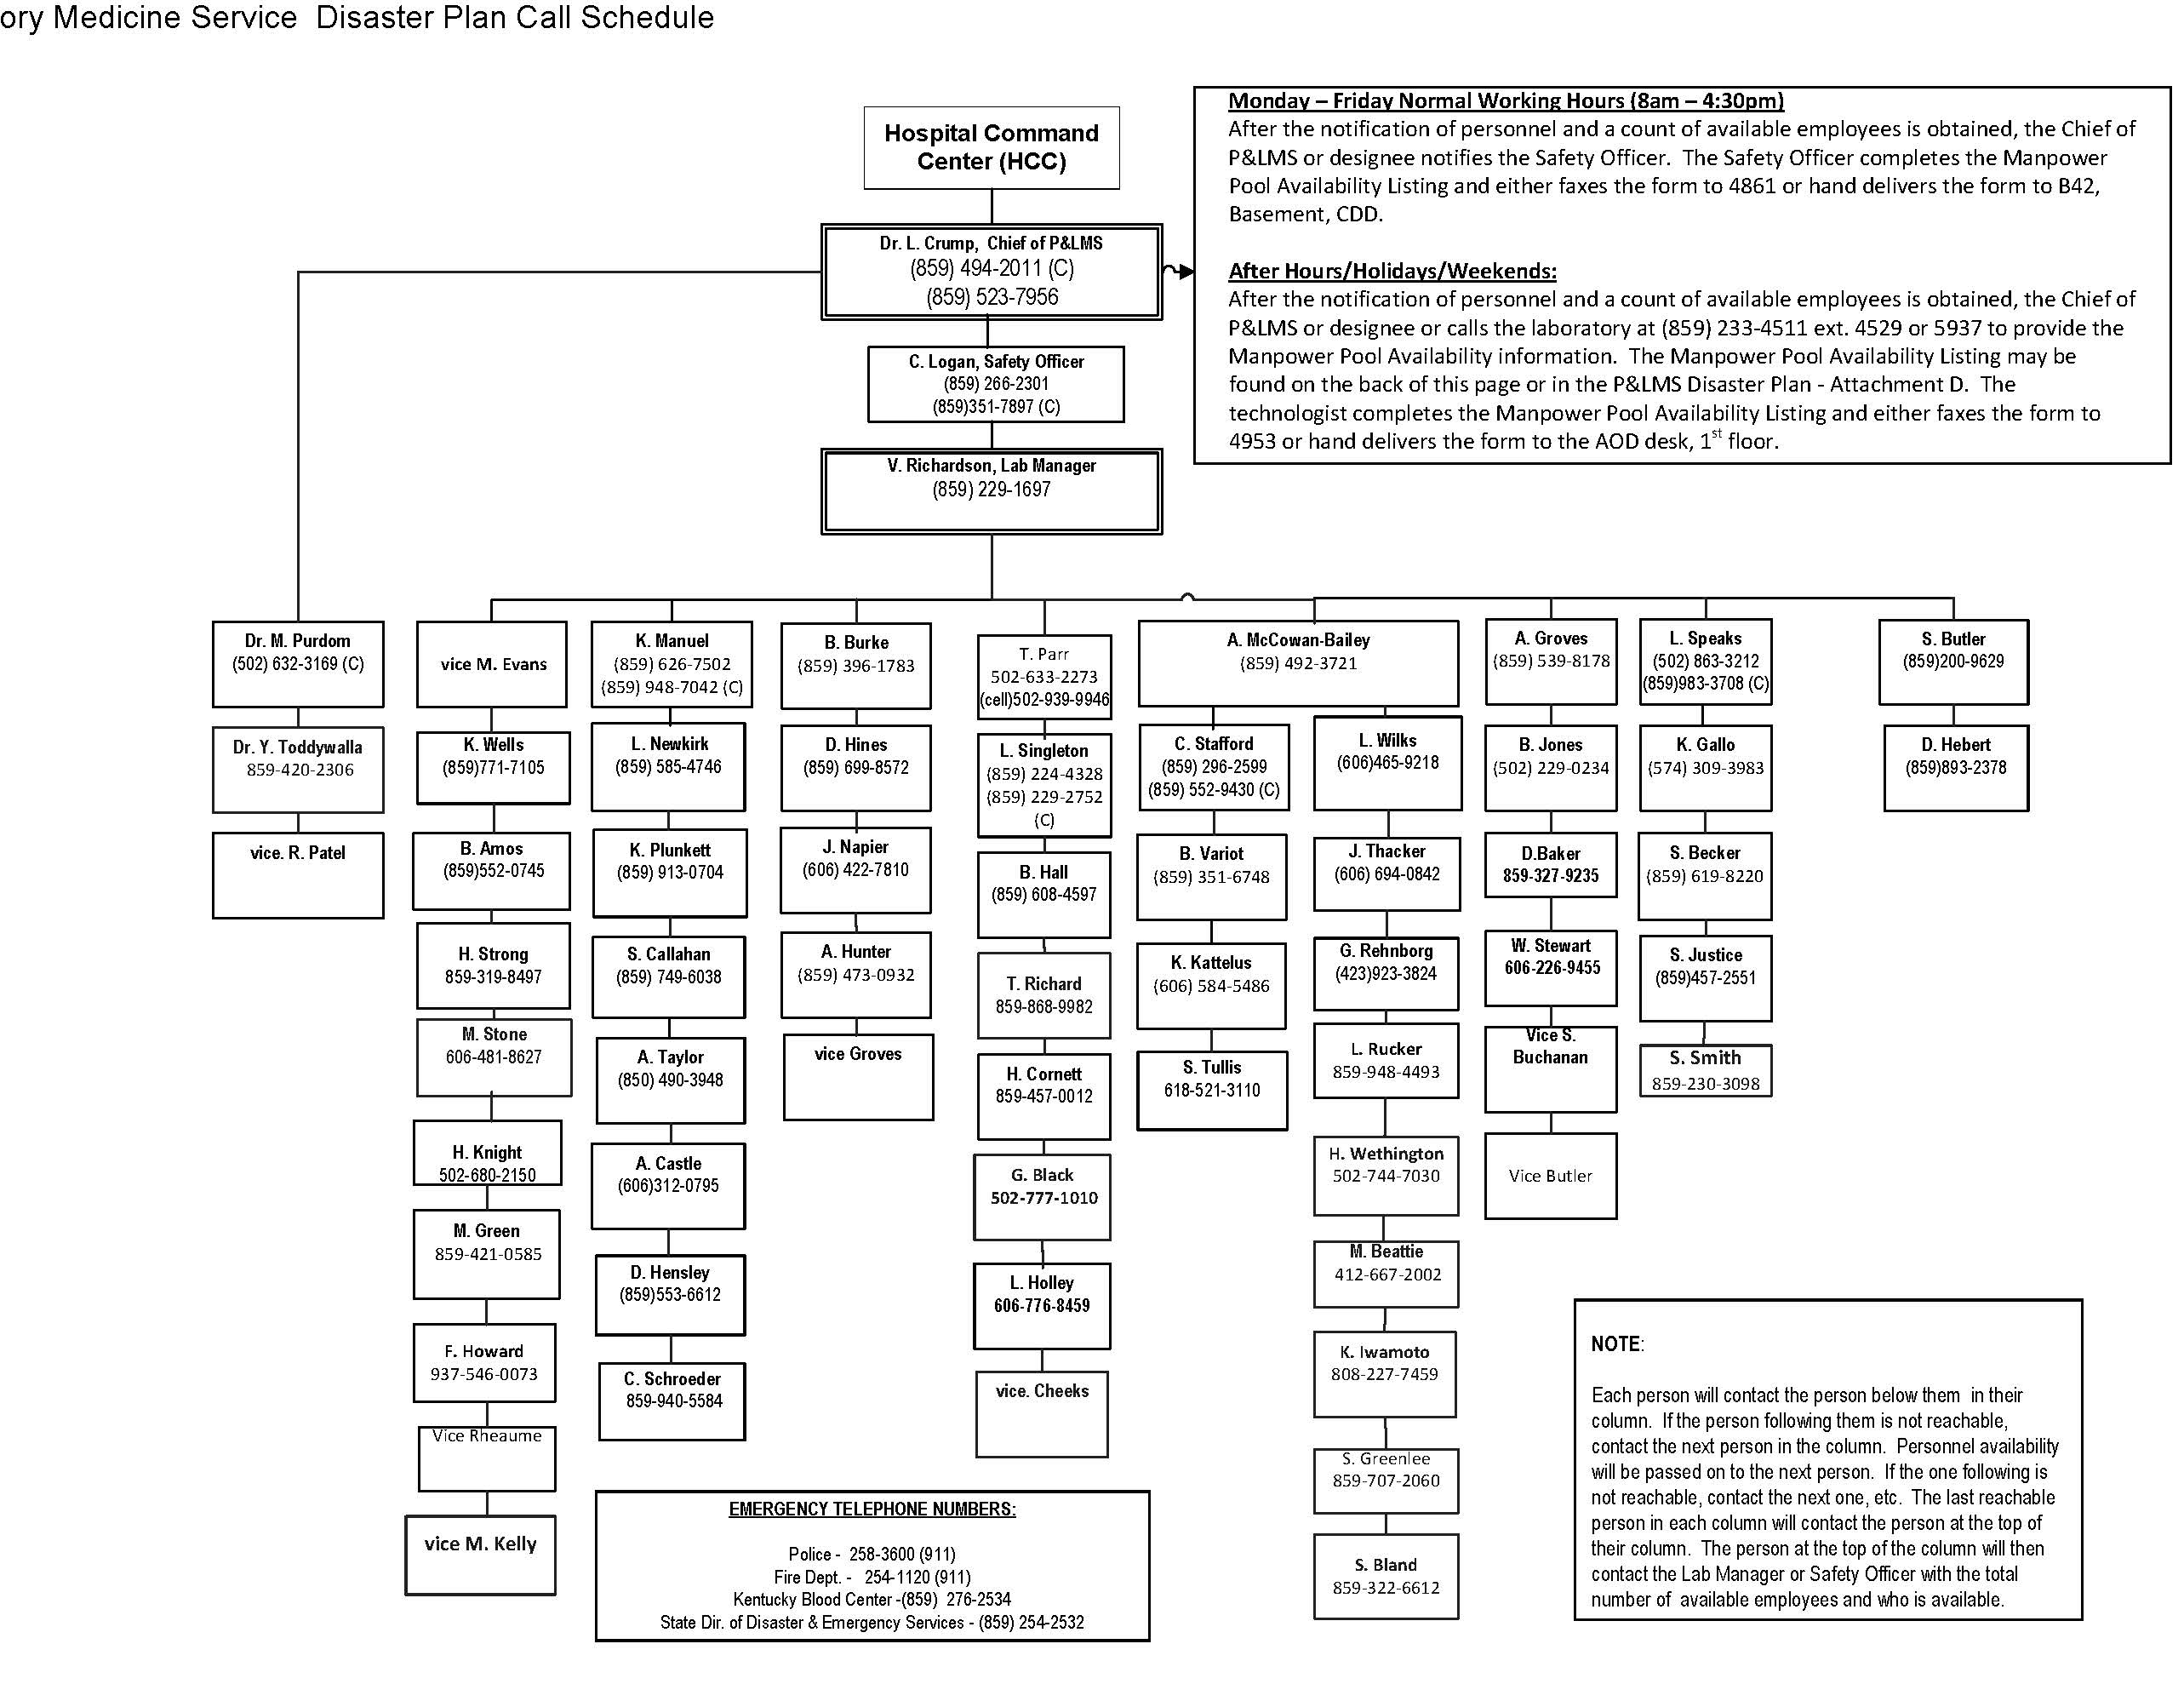 ory Medicine Service  Disaster Plan Call Schedule
Hospital Command
Center (HCC)
Monday – Friday Normal Working Hours (8am – 4:30pm)
After the notification of personnel and a count of available employees is obtained, the Chief of
P&LMS or designee notifies the Safety Officer.  The Safety Officer completes the Manpower
Pool Availability Listing and either faxes the form to 4861 or hand delivers the form to B42,
Basement, CDD.
After Hours/Holidays/Weekends:
After the notification of personnel and a count of available employees is obtained, the Chief of
P&LMS or designee or calls the laboratory at (859) 233-4511 ext. 4529 or 5937 to provide the
Manpower Pool Availability information.  The Manpower Pool Availability Listing may be
found on the back of this page or in the P&LMS Disaster Plan - Attachment D.  The
technologist completes the Manpower Pool Availability Listing and either faxes the form to
4953 or hand delivers the form to the AOD desk, 1st floor.
Dr. L. Crump,  Chief of P&LMS
(859) 494-2011 (C)
(859) 523-7956
C. Logan, Safety Officer
(859) 266-2301
(859)351-7897 (C)
V. Richardson, Lab Manager
(859) 229-1697
Dr. M. Purdom
(502) 632-3169 (C)
Dr. Y. Toddywalla
859-420-2306
vice. R. Patel
vice M. Evans
K. Wells
(859)771-7105
B. Amos
(859)552-0745
H. Strong
859-319-8497
M. Stone
606-481-8627
H. Knight
502-680-2150
M. Green
859-421-0585
F. Howard
937-546-0073
Vice Rheaume
vice M. Kelly
K. Manuel
(859) 626-7502
(859) 948-7042 (C)
L. Newkirk
(859) 585-4746
K. Plunkett
(859) 913-0704
S. Callahan
(859) 749-6038
A. Taylor
(850) 490-3948
A. Castle
(606)312-0795
D. Hensley
(859)553-6612
C. Schroeder
859-940-5584
B. Burke
(859) 396-1783
D. Hines
(859) 699-8572
J. Napier
(606) 422-7810
A. Hunter
(859) 473-0932
vice Groves
T. Parr
502-633-2273
(cell)502-939-9946
L. Singleton
(859) 224-4328
(859) 229-2752
(C)
B. Hall
(859) 608-4597
T. Richard
859-868-9982
H. Cornett
859-457-0012
G. Black
502-777-1010
L. Holley
606-776-8459
vice. Cheeks
A. McCowan-Bailey
(859) 492-3721
C. Stafford
(859) 296-2599
(859) 552-9430 (C)
B. Variot
(859) 351-6748
K. Kattelus
(606) 584-5486
S. Tullis
618-521-3110
L. Wilks
(606)465-9218
J. Thacker
(606) 694-0842
G. Rehnborg
(423)923-3824
L. Rucker
859-948-4493
H. Wethington
502-744-7030
M. Beattie
412-667-2002
K. Iwamoto
808-227-7459
S. Greenlee
859-707-2060
S. Bland
859-322-6612
A. Groves
(859) 539-8178
B. Jones
(502) 229-0234
D.Baker
859-327-9235
W. Stewart
606-226-9455
Vice S.
Buchanan
Vice Butler
L. Speaks
(502) 863-3212
(859)983-3708 (C)
K. Gallo
(574) 309-3983
S. Becker
(859) 619-8220
S. Justice
(859)457-2551
S. Smith
859-230-3098
S. Butler
(859)200-9629
D. Hebert
(859)893-2378
EMERGENCY TELEPHONE NUMBERS:
Police -  258-3600 (911)
Fire Dept. -   254-1120 (911)
Kentucky Blood Center -(859)  276-2534
State Dir. of Disaster & Emergency Services - (859) 254-2532
NOTE:
Each person will contact the person below them  in their
column.  If the person following them is not reachable,
contact the next person in the column.  Personnel availability
will be passed on to the next person.  If the one following is
not reachable, contact the next one, etc.  The last reachable
person in each column will contact the person at the top of
their column.  The person at the top of the column will then
contact the Lab Manager or Safety Officer with the total
number of  available employees and who is available.